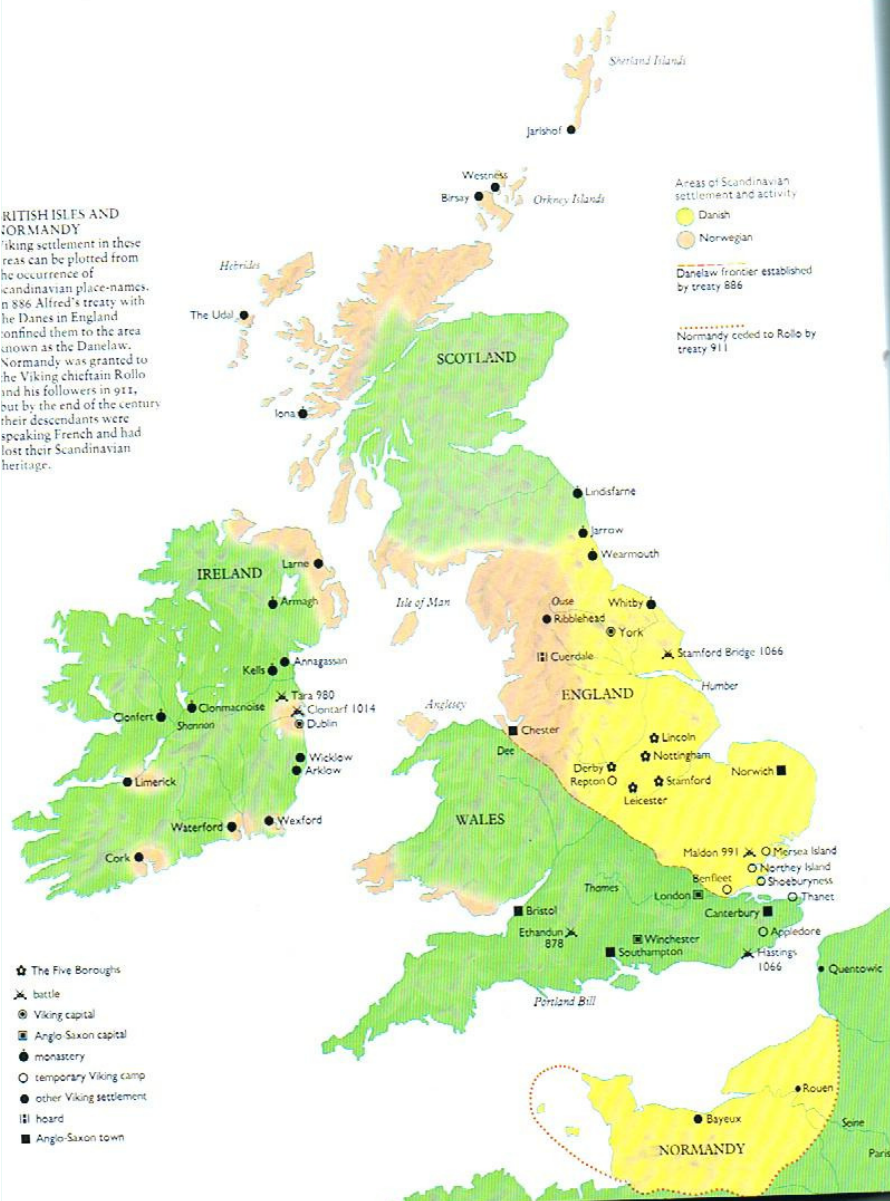 Shetland Islands
Jarlshof
Westness
Birsay
Orkney Islands
Areas of Scandinavian
settlement and activity
Danish
Norwegian
Danelaw frontier established
by treaty 886
Normandy ceded to Rollo by
treaty 911
RITISH ISLES AND
NORMANDY
iking settlement in these
reas can be plotted from
he occurrence of
candinavian place-names.
n 886 Alfred's treaty with
he Danes in England
confined them to the area
known as the Danelaw.
Normandy was granted to
the Viking chieftain Rollo
and his followers in 911,
but by the end of the century
their descendants were
speaking French and had
lost their Scandinavian
heritage.
Hebrides
The Udal
SCOTLAND
Iona
Lindisfarne
Jarrow
Wearmouth
Larne
IRELAND
Armagh
Isle of Man
Ouse
Whitby
Ribblehead
York
Cuerdale
Stamford Bridge 1066
Annagassan
Kells
Tara 980
Clontarf 1014
Dublin
Clonmacnoise
Clonfert
Shannon
Anglesey
ENGLAND
Humber
Chester
Dee
Lincoln
Nottingham
Derby
Repton
Stamford
Leicester
Norwich
Wicklow
Arklow
Limerick
Waterford
Wexford
Cork
WALES
Maldon 991
Mersea Island
Northey Island
Benfleet
Shoeburyness
Thames
London
Thanet
Bristol
Canterbury
Ethandun
878
Winchester
Southampton
Appledore
Hastings
1066
Portland Bill
Quentowic
Rouen
Bayeux
Seine
NORMANDY
Paris
The Five Boroughs
battle
Viking capital
Anglo-Saxon capital
monastery
temporary Viking camp
other Viking settlement
hoard
Anglo-Saxon town